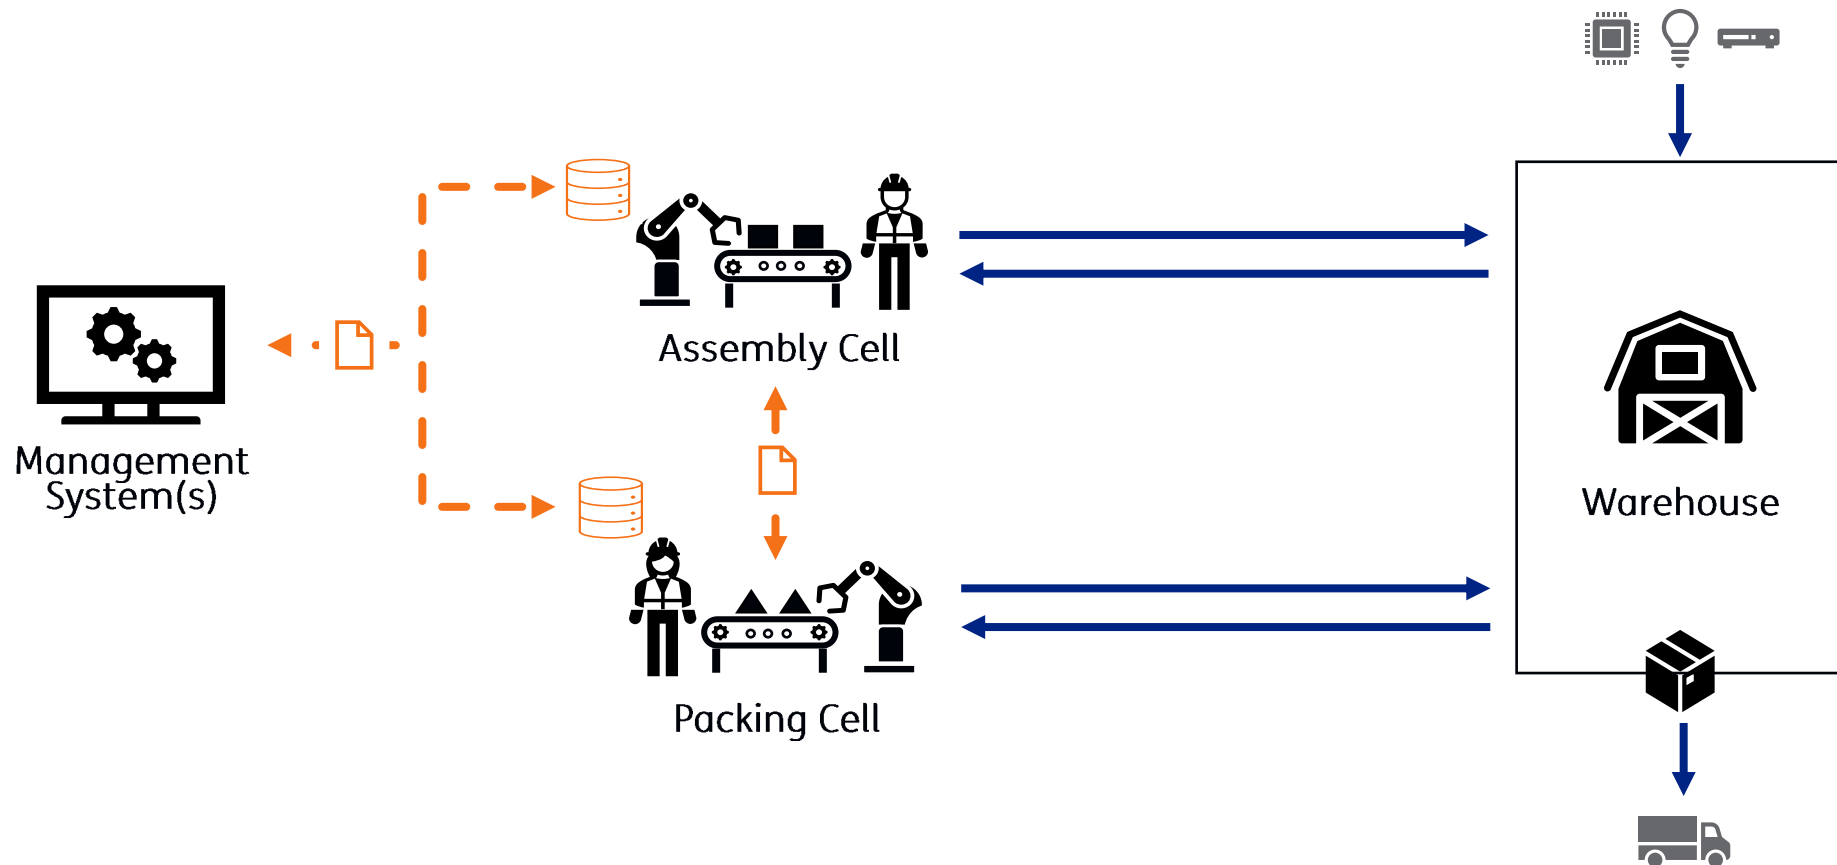 Assembly Cell
Management
System(s)
Warehouse
Packing Cell